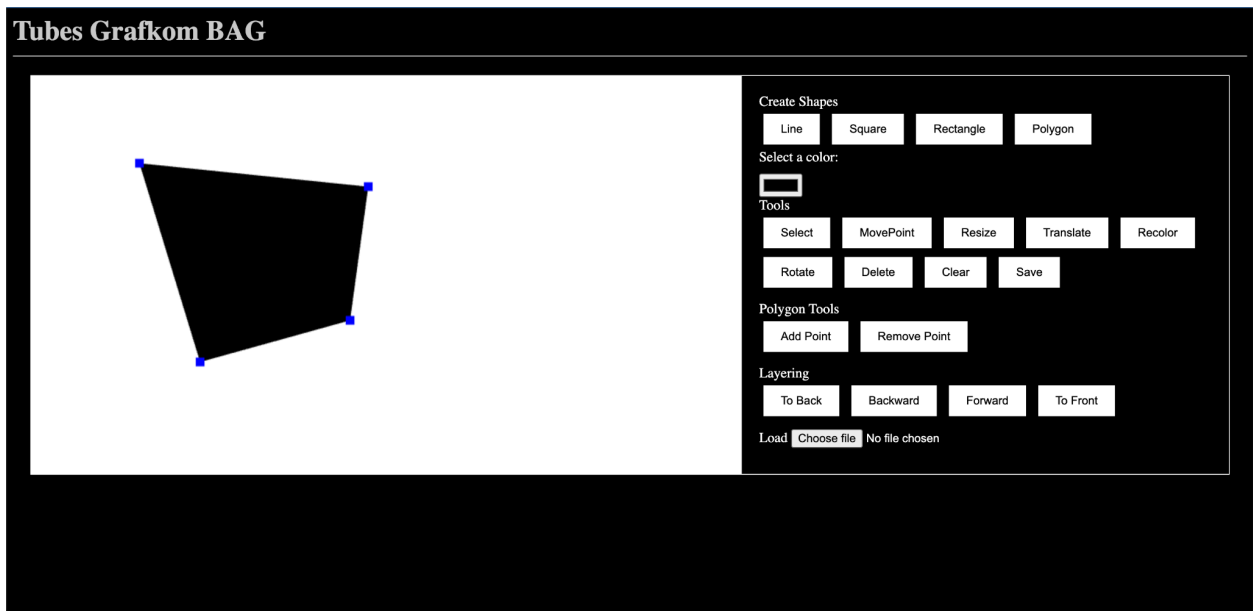 Tubes Grafkom BAG
Create Shapes
Line Square Rectangle Polygon
Select a color:
Tools
Select MovePoint Resize Translate Recolor
Rotate Delete Clear Save
Polygon Tools
Add Point Remove Point
Layering
To Back Backward Forward To Front
Load Choose file No file chosen